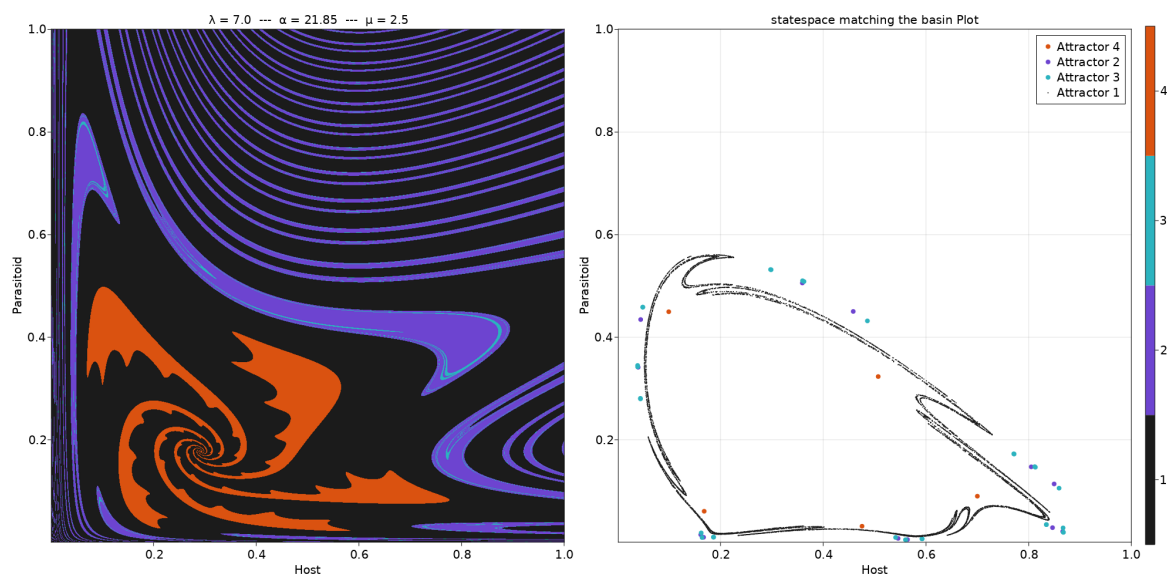 λ = 7.0 --- α = 21.85 --- μ = 2.5
1.0
0.8
0.6
0.4
0.2
Parasitoid
0.2 0.4 0.6 0.8 1.0
Host
statespace matching the basin Plot
1.0
0.8
0.6
0.4
0.2
Parasitoid
0.2 0.4 0.6 0.8 1.0
Host
Attractor 4
Attractor 2
Attractor 3
Attractor 1
4
3
2
1